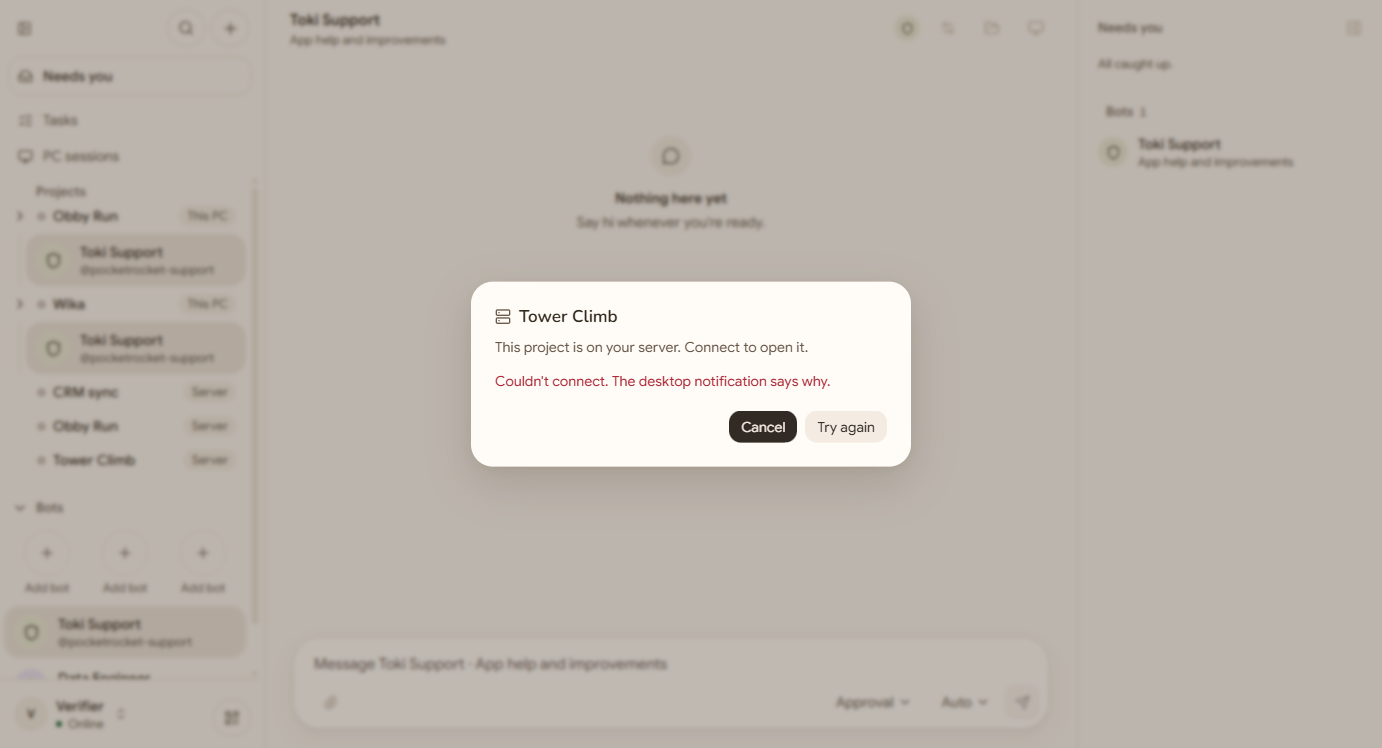 Needs you
Tasks
PC sessions
Projects
Obby Run This PC
Toki Support
@pocketrocket-support
Wika This PC
Toki Support
@pocketrocket-support
CRM sync Server
Obby Run Server
Tower Climb Server
Bots
Add bot Add bot Add bot
Toki Support
@pocketrocket-support
Data Engineer
V Verifier
Online
Toki Support
App help and improvements
Nothing here yet
Say hi whenever you're ready.
Tower Climb
This project is on your server. Connect to open it.
Couldn't connect. The desktop notification says why.
Cancel Try again
Message Toki Support · App help and improvements
Approval Auto
Needs you
All caught up.
Bots 1
Toki Support
App help and improvements